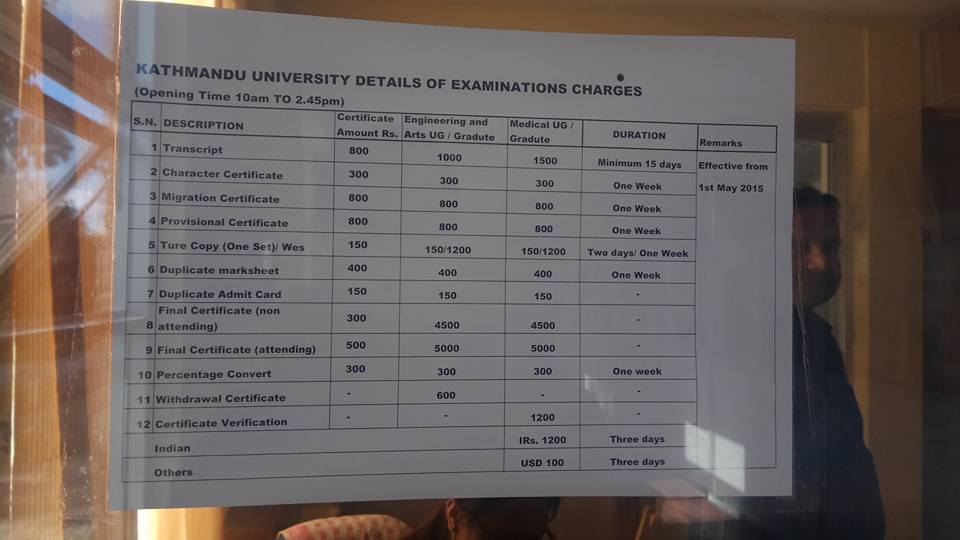 KATHMANDU UNIVERSITY DETAILS OF EXAMINATIONS CHARGES
(Opening Time 10am TO 2.45pm)
S.N. DESCRIPTION Certificate Amount Rs. Engineering and Arts UG / Gradute Medical UG / Gradute DURATION Remarks
1 Transcript 800 1000 1500 Minimum 15 days Effective from
2 Character Certificate 300 300 300 One Week 1st May 2015
3 Migration Certificate 800 800 800 One Week
4 Provisional Certificate 800 800 800 One Week
5 Ture Copy (One Set)/ Wes 150 150/1200 150/1200 Two days/ One Week
6 Duplicate marksheet 400 400 400 One Week
7 Duplicate Admit Card 150 150 150 -
8 Final Certificate (non attending) 300 4500 4500 -
9 Final Certificate (attending) 500 5000 5000 -
10 Percentage Convert 300 300 300 One week
11 Withdrawal Certificate - 600 - -
12 Certificate Verification - - 1200 -
Indian IRs. 1200 Three days
Others USD 100 Three days